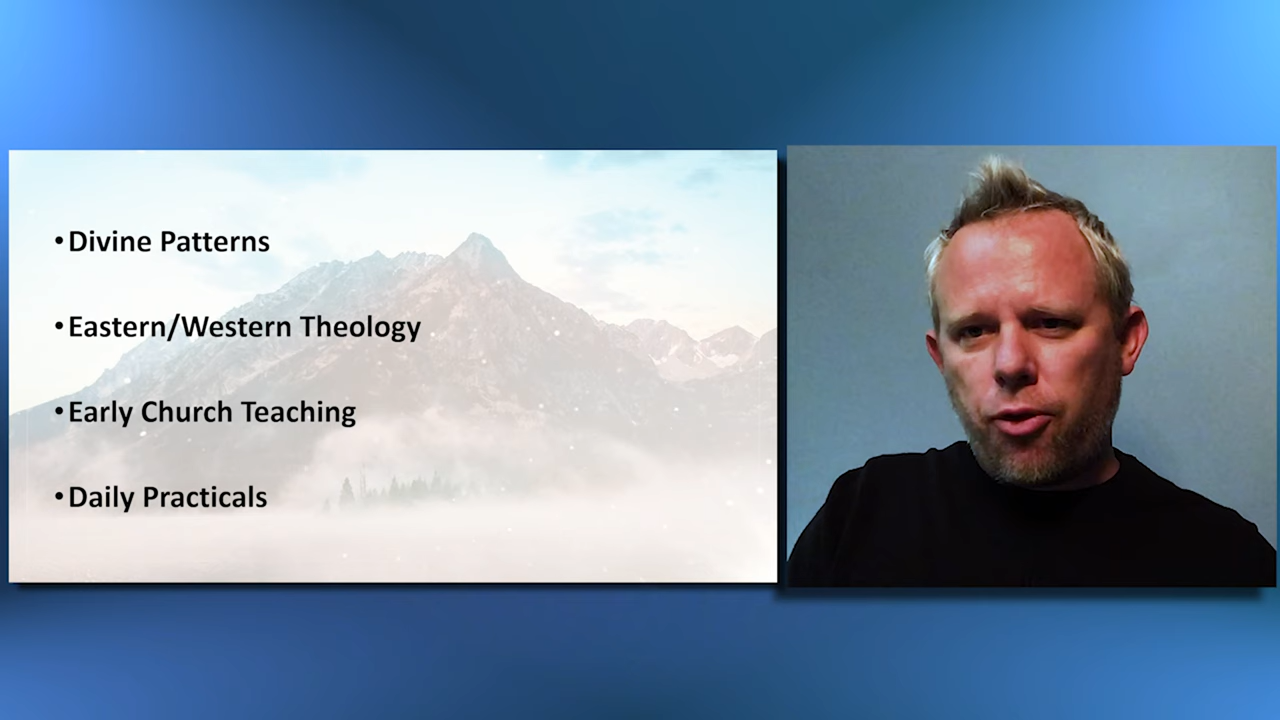 •Divine Patterns
•Eastern/Western Theology
•Early Church Teaching
•Daily Practicals